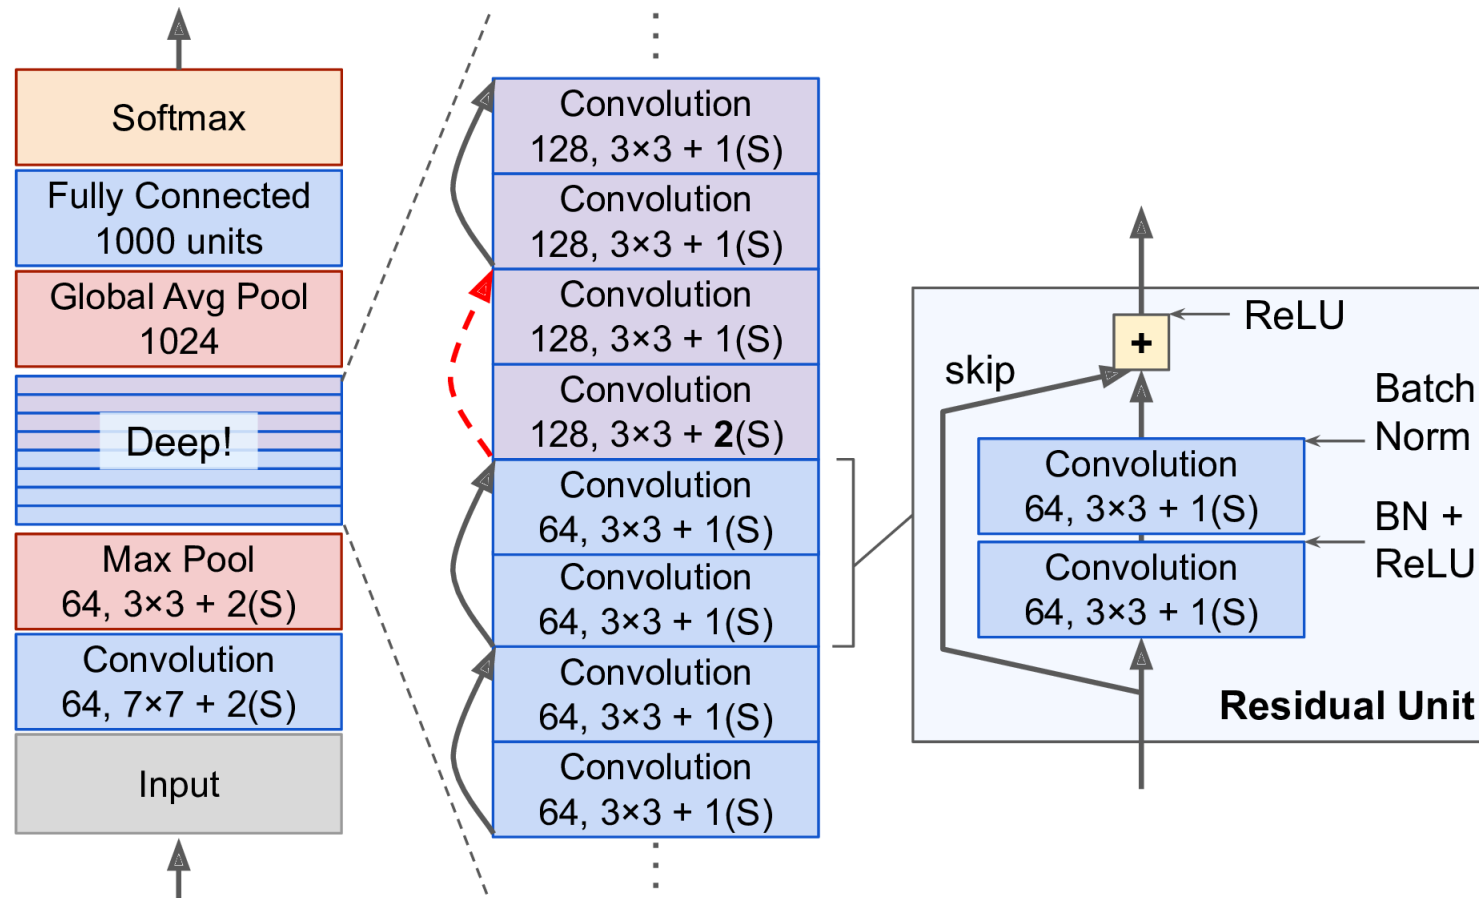 Softmax
Fully Connected
1000 units
Global Avg Pool
1024
Deep!
Max Pool
64, 3×3 + 2(S)
Convolution
64, 7×7 + 2(S)
Input
Convolution
128, 3×3 + 1(S)
Convolution
128, 3×3 + 1(S)
Convolution
128, 3×3 + 1(S)
Convolution
128, 3×3 + 2(S)
Convolution
64, 3×3 + 1(S)
Convolution
64, 3×3 + 1(S)
Convolution
64, 3×3 + 1(S)
Convolution
64, 3×3 + 1(S)
ReLU
+
skip
Batch
Norm
Convolution
64, 3×3 + 1(S)
BN +
ReLU
Convolution
64, 3×3 + 1(S)
Residual Unit